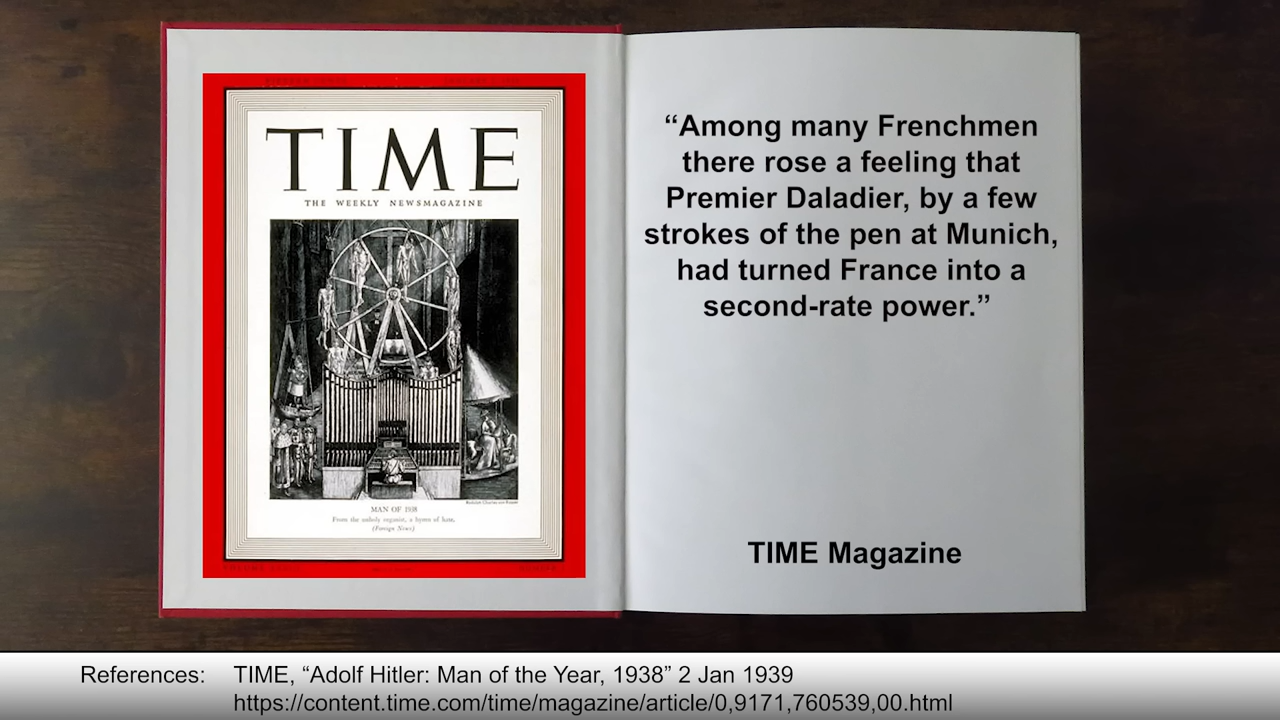 TIME
THE WEEKLY NEWSMAGAZINE
MAN OF 1938
From the unholy organist, a hymn of hate.
(Foreign News)
“Among many Frenchmen
there rose a feeling that
Premier Daladier, by a few
strokes of the pen at Munich,
had turned France into a
second-rate power.”
TIME Magazine
References: TIME, “Adolf Hitler: Man of the Year, 1938” 2 Jan 1939
https://content.time.com/time/magazine/article/0,9171,760539,00.html